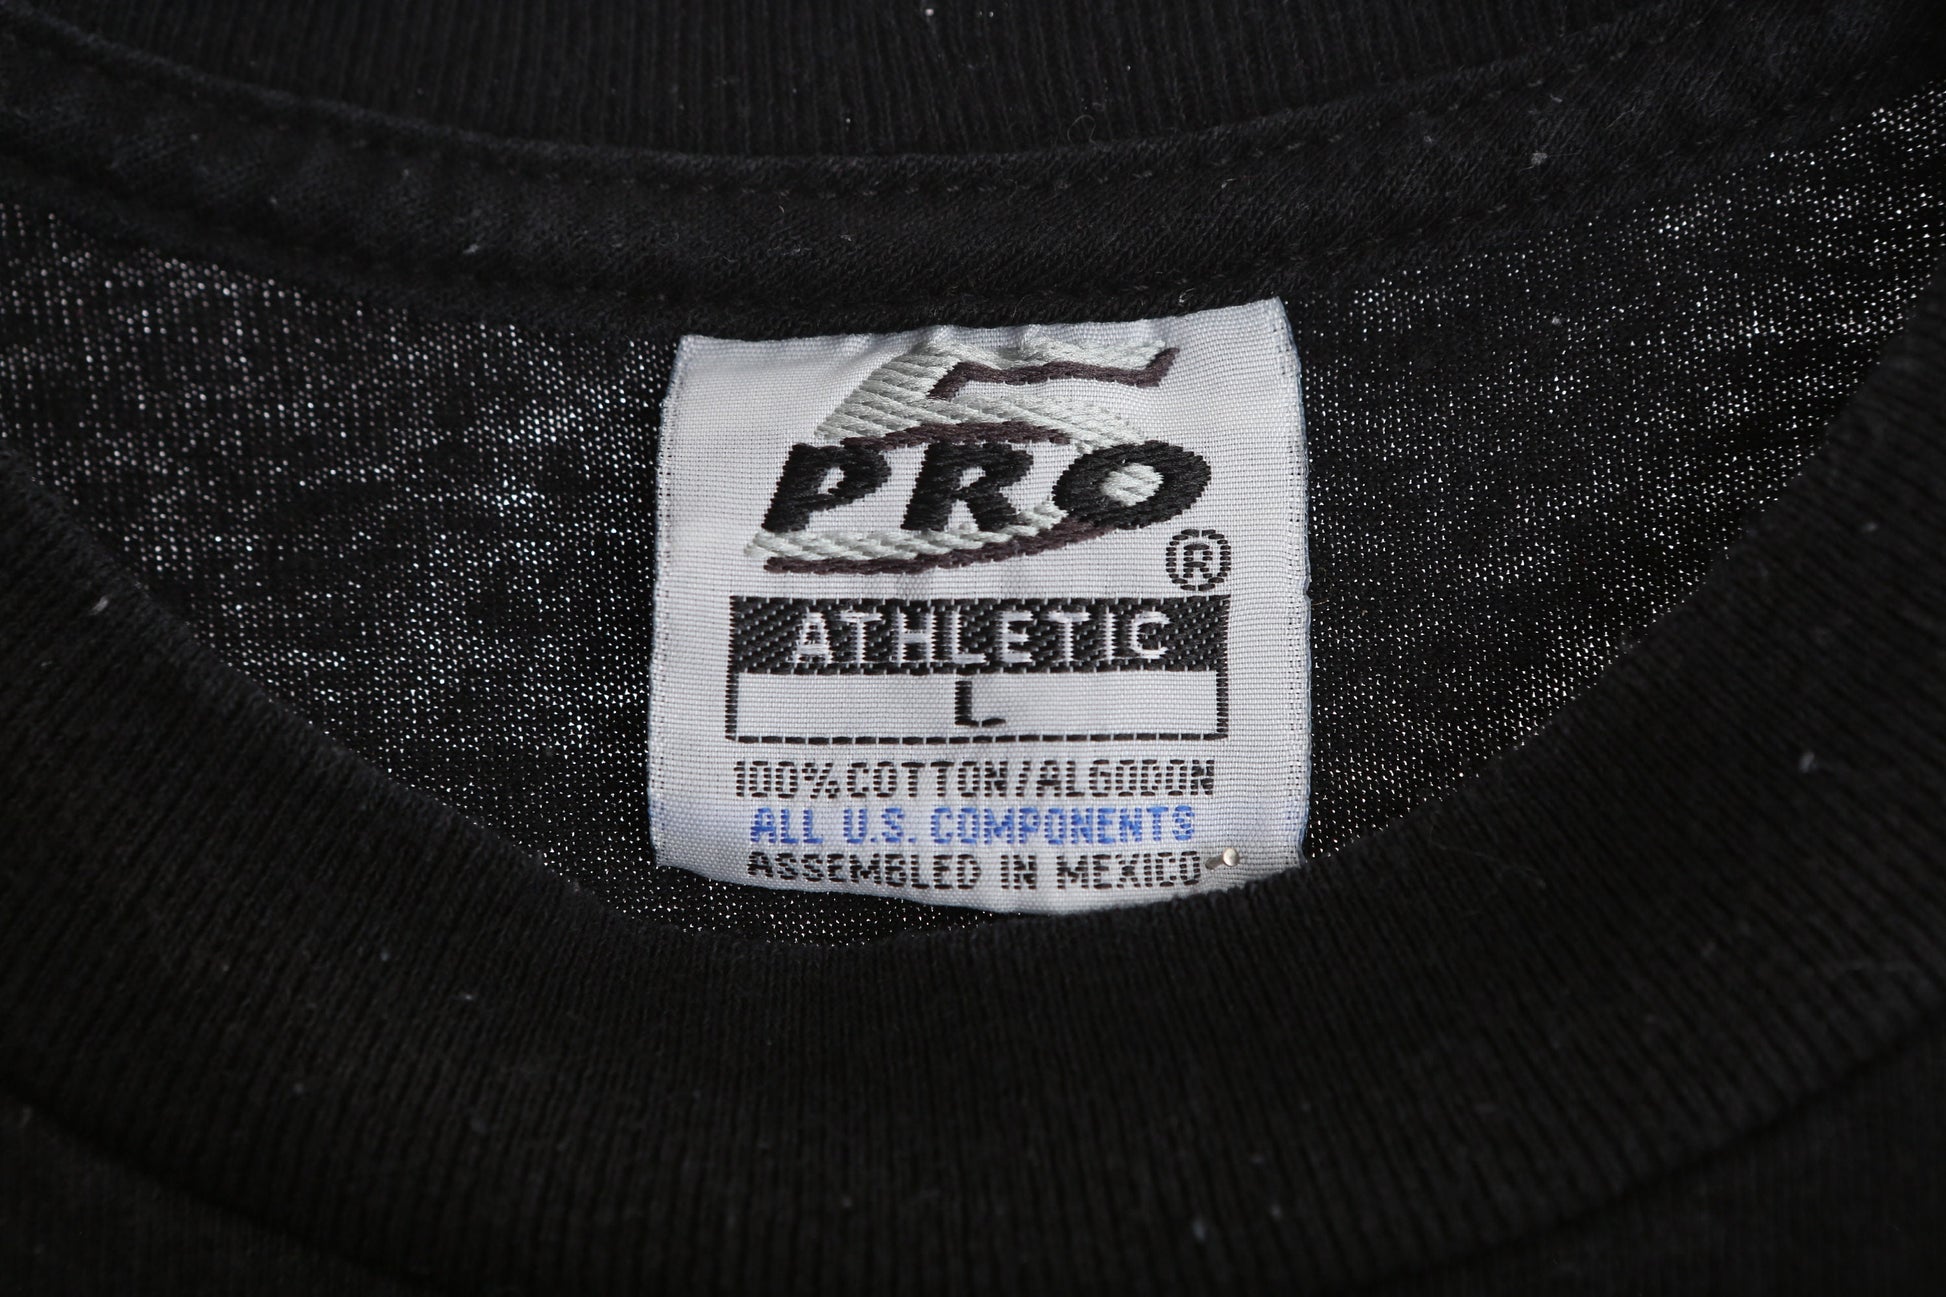 PRO
®
ATHLETIC
L
100% COTTON/ALGODON
ALL U.S. COMPONENTS
ASSEMBLED IN MEXICO